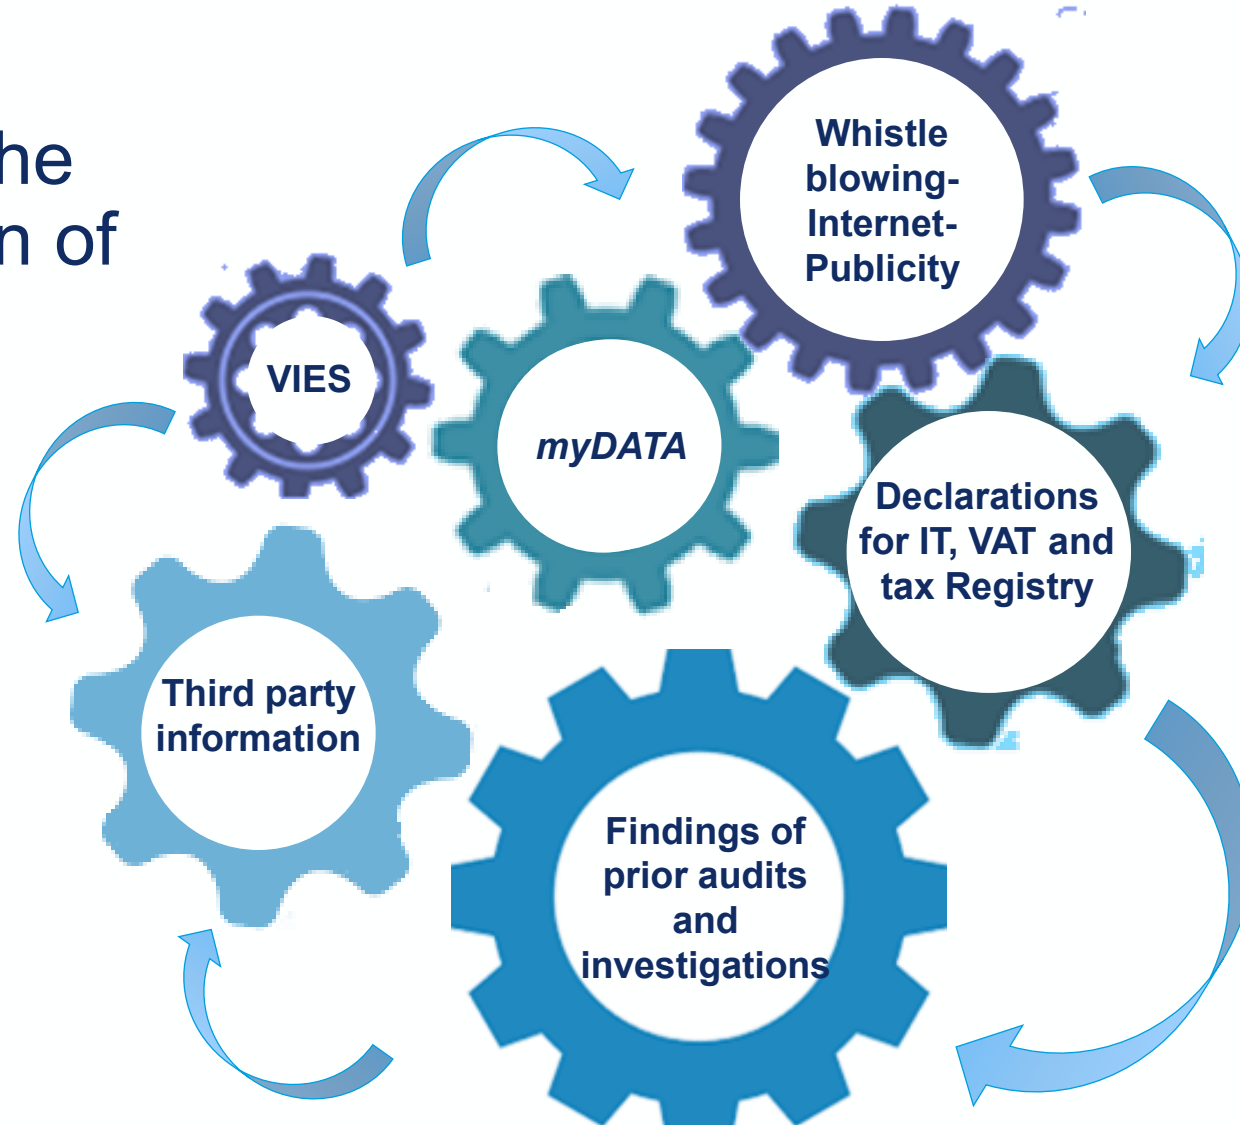 he
n of
Whistle
blowing-
Internet-
Publicity
VIES
myDATA
Declarations
for IT, VAT and
tax Registry
Third party
information
Findings of
prior audits
and
investigations